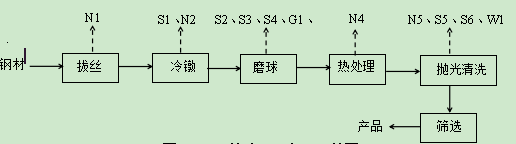 N1
S1、N2
S2、S3、S4、G1、
N4
N5、S5、S6、W1
钢材
拔丝
冷镦
磨球
热处理
抛光清洗
产品
筛选